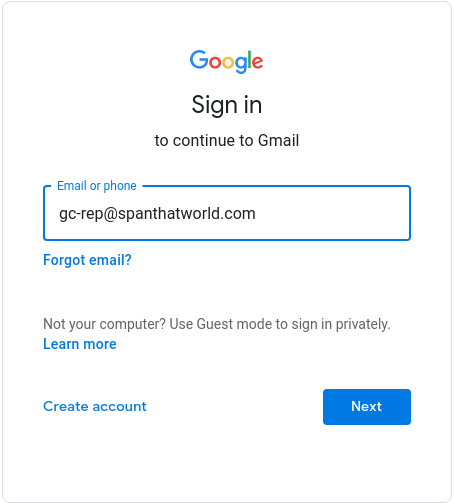 Google
Sign in
to continue to Gmail
Email or phone
gc-rep@spanthatworld.com
Forgot email?
Not your computer? Use Guest mode to sign in privately.
Learn more
Create account
Next